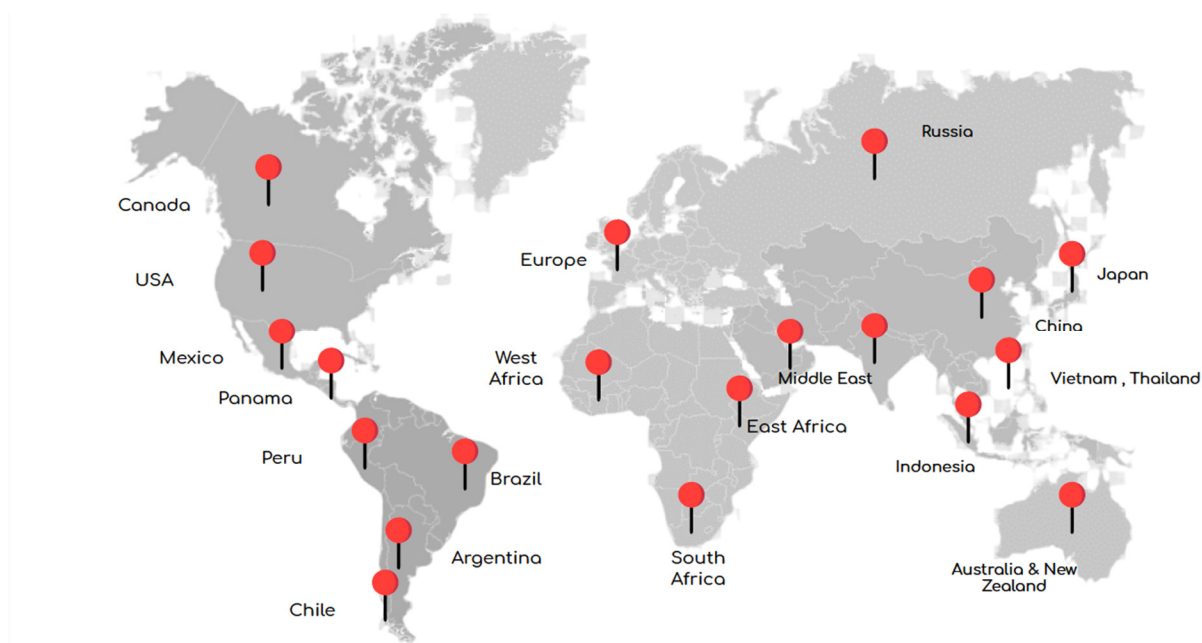 Russia
Canada
Europe
USA
Japan
China
Mexico
West
Africa
Middle East
Vietnam , Thailand
Panama
East Africa
Peru
Brazil
Indonesia
Argentina
South
Africa
Australia & New
Zealand
Chile